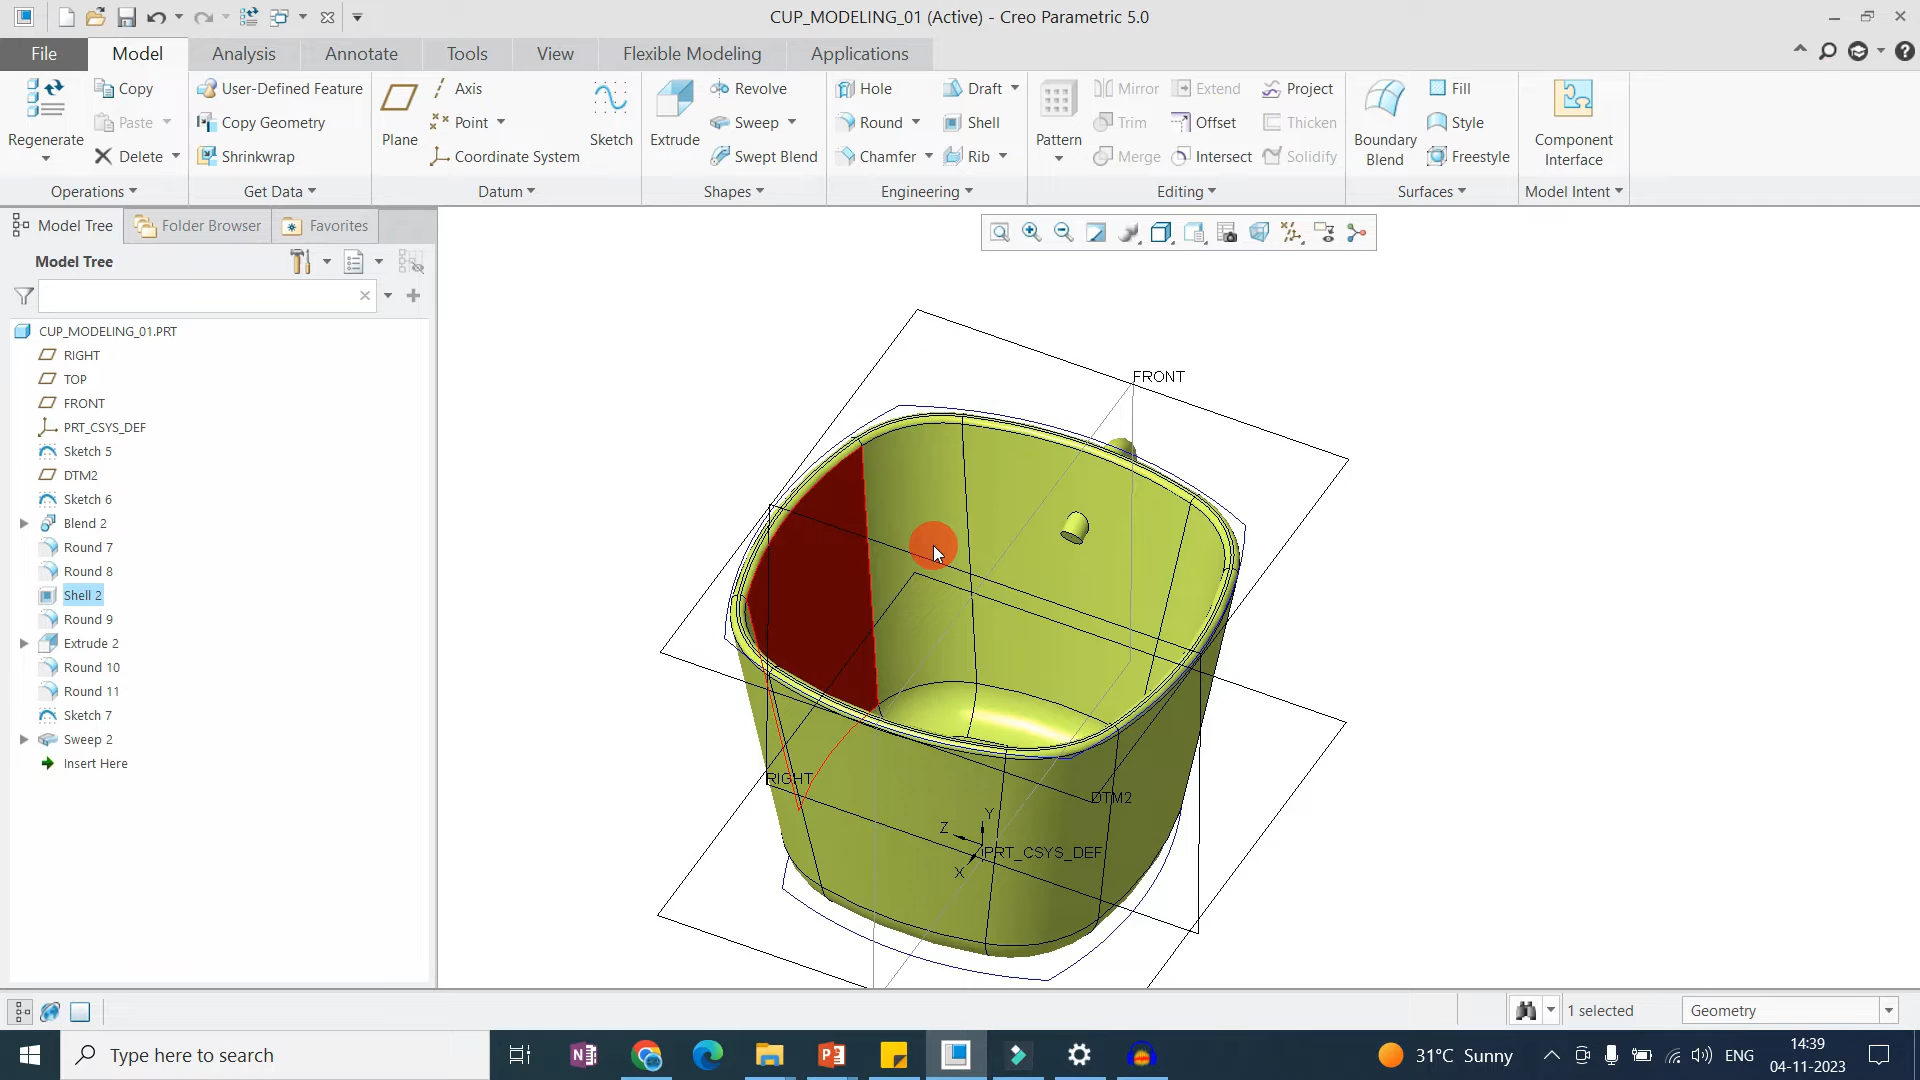 CUP_MODELING_01 (Active) - Creo Parametric 5.0
File Model Analysis Annotate Tools View Flexible Modeling Applications
Copy User-Defined Feature Axis Revolve Hole Draft Mirror Extend Project Fill
Paste Copy Geometry Point Sweep Round Shell Trim Offset Thicken Style
Regenerate Plane Sketch Extrude Pattern Boundary Blend Component Interface
Delete Shrinkwrap Coordinate System Swept Blend Chamfer Rib Merge Intersect Solidify Freestyle
Operations Get Data Datum Shapes Engineering Editing Surfaces Model Intent
Model Tree Folder Browser Favorites
Model Tree
CUP_MODELING_01.PRT
RIGHT
TOP
FRONT
PRT_CSYS_DEF
Sketch 5
DTM2
Sketch 6
Blend 2
Round 7
Round 8
Shell 2
Round 9
Extrude 2
Round 10
Round 11
Sketch 7
Sweep 2
Insert Here
FRONT
RIGHT
DTM2
Y
Z
PRT_CSYS_DEF
X
1 selected Geometry
Type here to search
31°C Sunny
ENG
14:39
04-11-2023